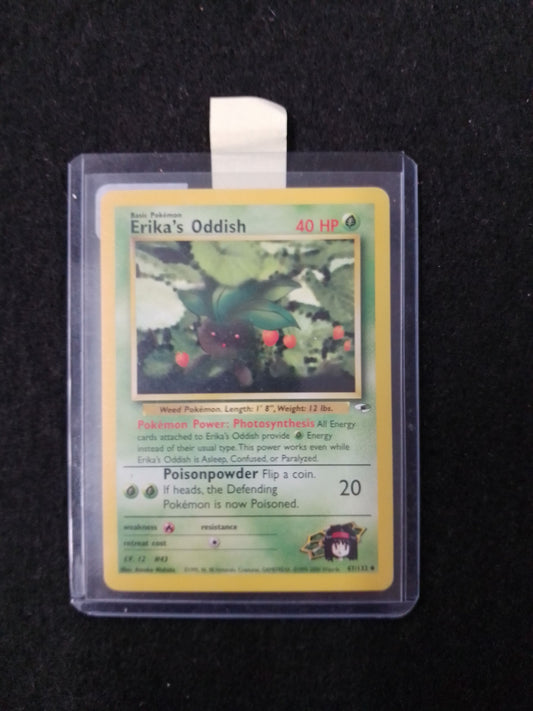 Basic Pokémon
Erika's Oddish 40 HP
Weed Pokémon. Length: 1' 8", Weight: 12 lbs.
Pokémon Power: Photosynthesis All Energy
cards attached to Erika's Oddish provide Energy
instead of their usual type. This power works even while
Erika's Oddish is Asleep, Confused, or Paralyzed.
Poisonpowder Flip a coin.
If heads, the Defending
Pokémon is now Poisoned.
20
weakness resistance
retreat cost
LV. 12 #43
Illus.